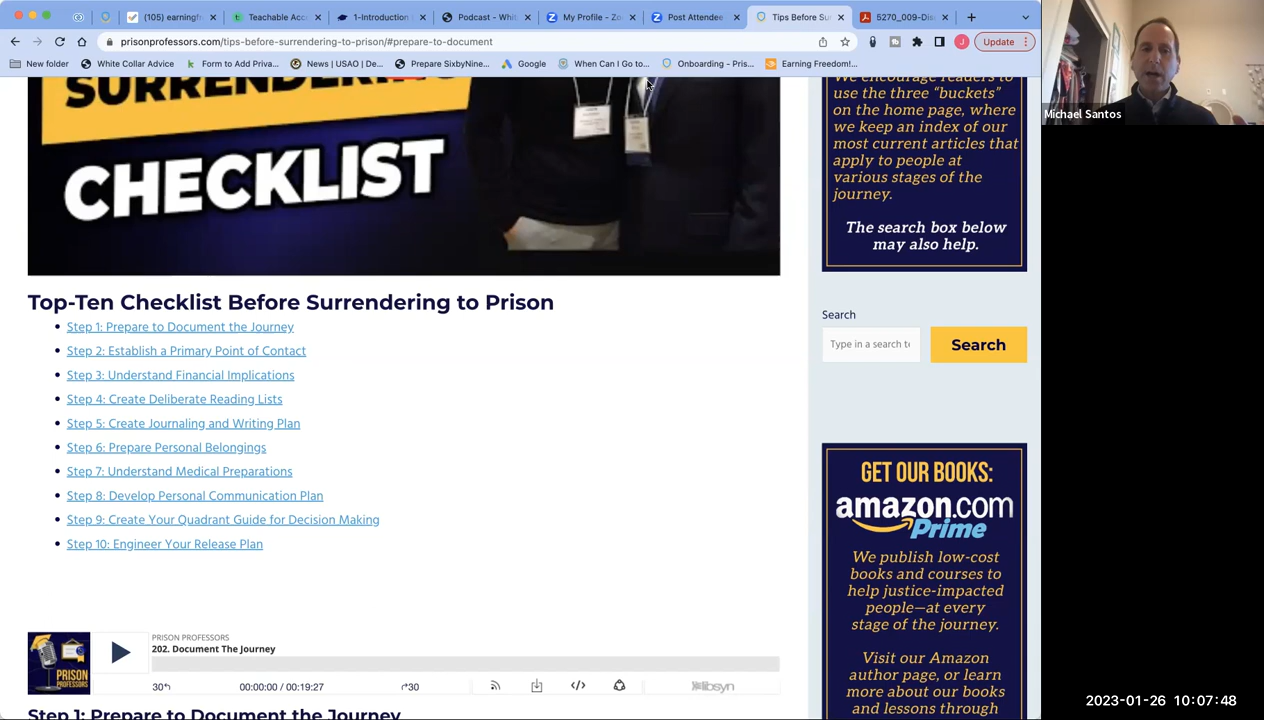 (105) earningfr
Teachable Acc
1-Introduction
Podcast - Whit
My Profile - Zo
Post Attendee
Tips Before Sur
5270_009-Dis
prisonprofessors.com/tips-before-surrendering-to-prison/#prepare-to-document
J
Update
New folder
White Collar Advice
Form to Add Priva...
News | USAO | De...
Prepare SixbyNine...
Google
When Can I Go to...
Onboarding - Pris...
Earning Freedom!...
SURRENDERING
CHECKLIST
We encourage readers to
use the three “buckets”
on the home page, where
we keep an index of our
most current articles that
apply to people at
various stages of the
journey.
The search box below
may also help.
Michael Santos
Top-Ten Checklist Before Surrendering to Prison
Step 1: Prepare to Document the Journey
Step 2: Establish a Primary Point of Contact
Step 3: Understand Financial Implications
Step 4: Create Deliberate Reading Lists
Step 5: Create Journaling and Writing Plan
Step 6: Prepare Personal Belongings
Step 7: Understand Medical Preparations
Step 8: Develop Personal Communication Plan
Step 9: Create Your Quadrant Guide for Decision Making
Step 10: Engineer Your Release Plan
Search
Type in a search t
Search
GET OUR BOOKS:
amazon.com
Prime
We publish low-cost
books and courses to
help justice-impacted
people—at every
stage of the journey.
Visit our Amazon
author page, or learn
more about our books
and lessons through
PRISON PROFESSORS
202. Document The Journey
PRISON
PROFESSORS
30
00:00:00 / 00:19:27
30
libsyn
Step 1: Prepare to Document the Journey
2023-01-26 10:07:48